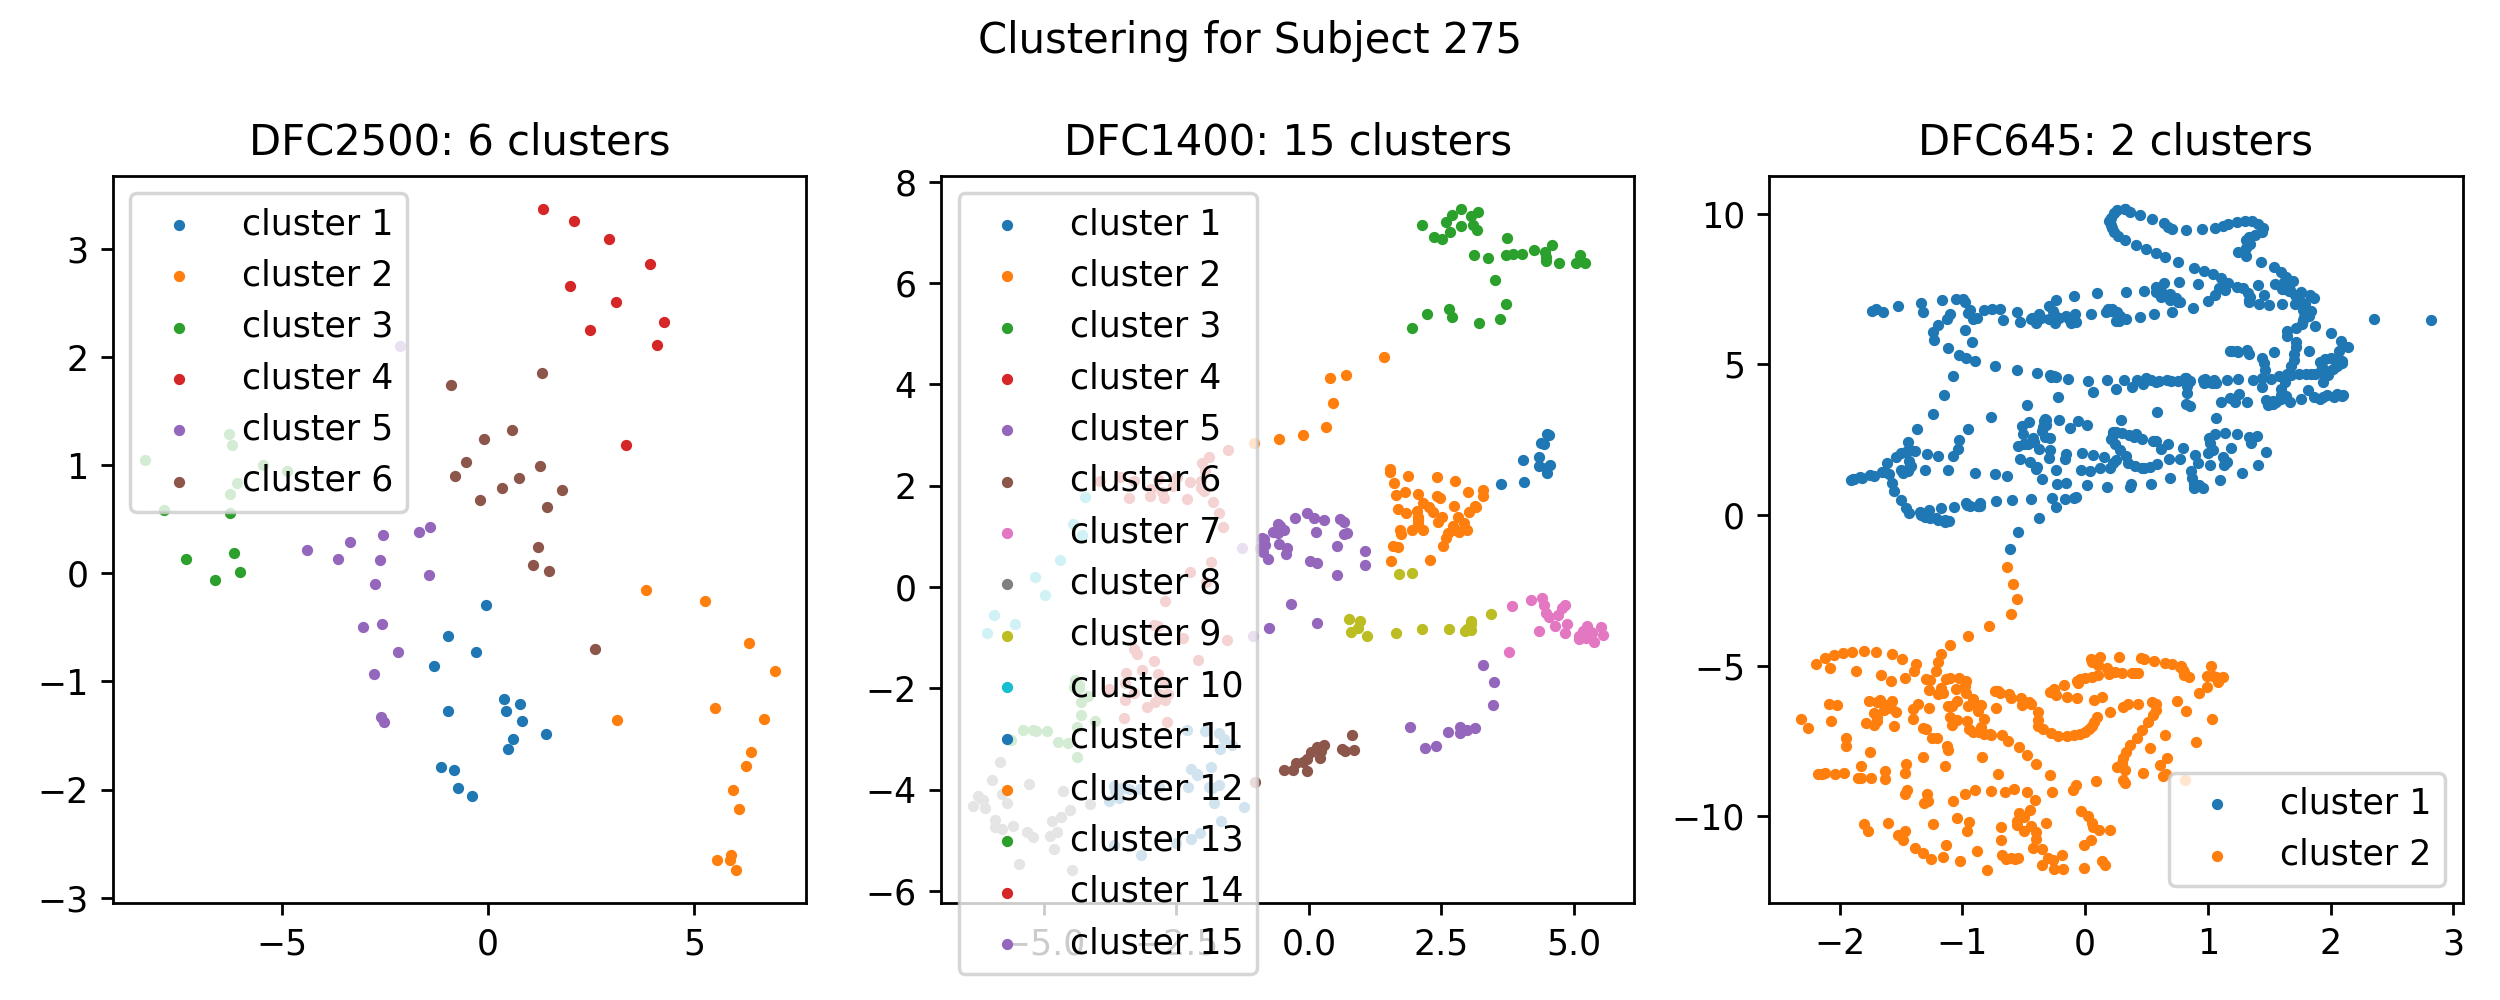 Clustering for Subject 275
DFC2500: 6 clusters
3
2
1
0
−1
−2
−3
−5
0
5
cluster 1
cluster 2
cluster 3
cluster 4
cluster 5
cluster 6
DFC1400: 15 clusters
8
6
4
2
0
−2
−4
−6
−5.0
−2.5
0.0
2.5
5.0
cluster 1
cluster 2
cluster 3
cluster 4
cluster 5
cluster 6
cluster 7
cluster 8
cluster 9
cluster 10
cluster 11
cluster 12
cluster 13
cluster 14
cluster 15
DFC645: 2 clusters
10
5
0
−5
−10
−2
−1
0
1
2
3
cluster 1
cluster 2